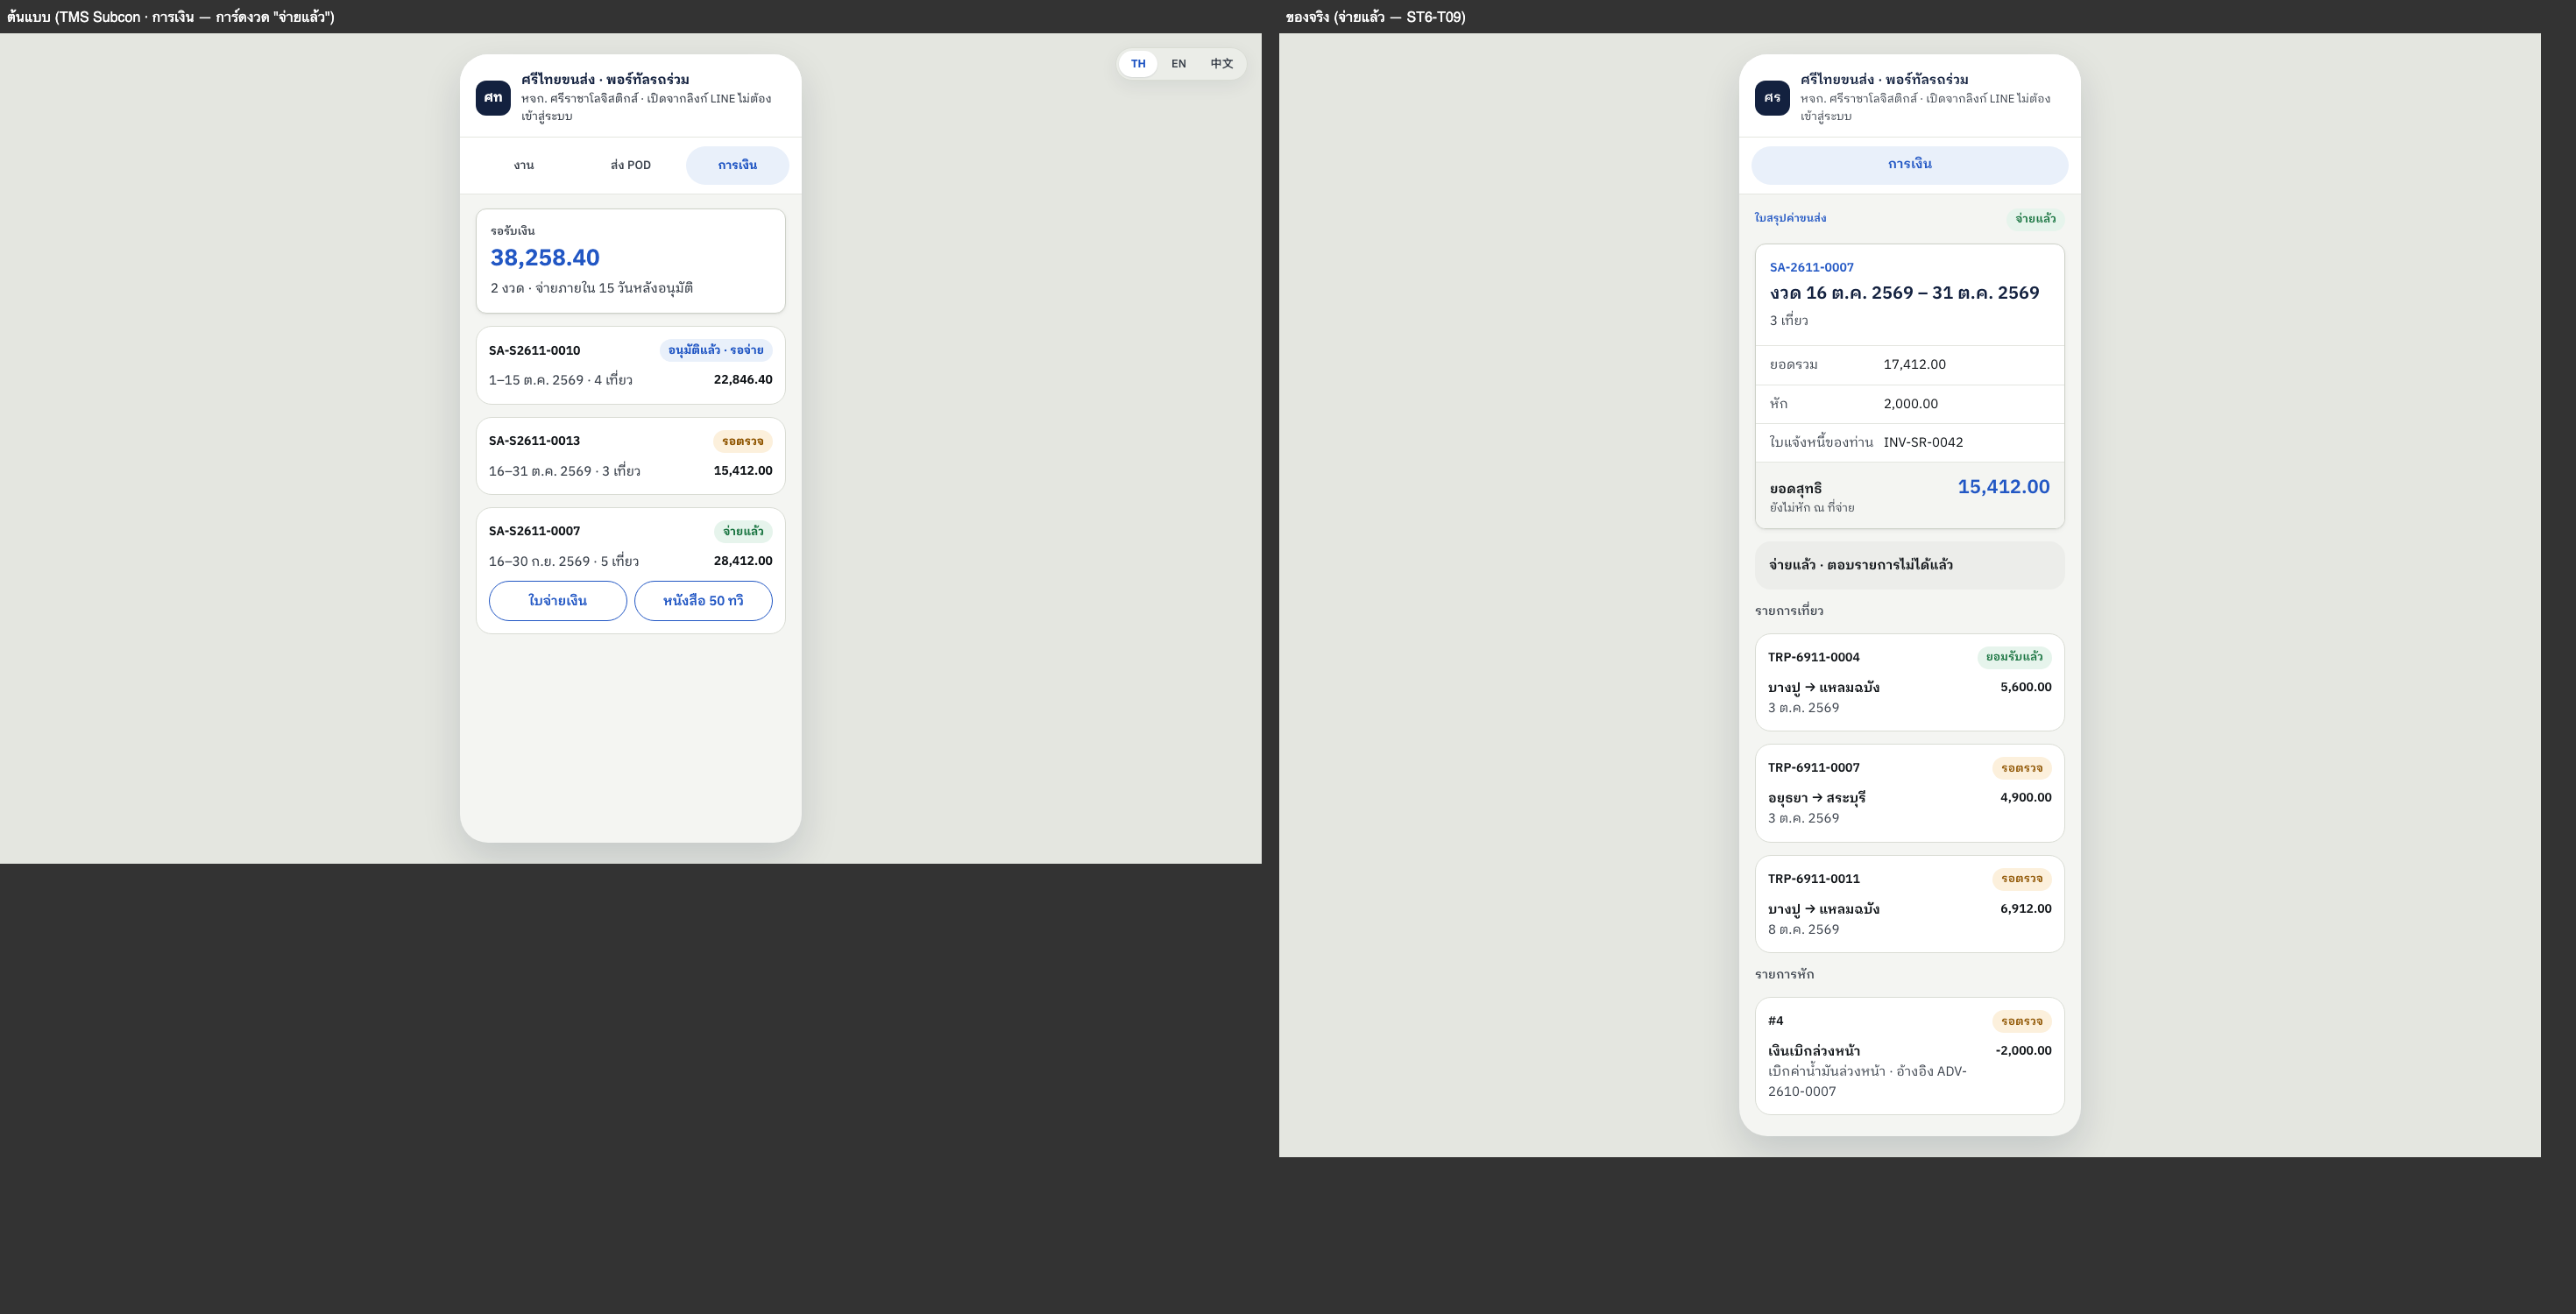 ต้นแบบ (TMS Subcon · การเงิน — การ์ดงวด "จ่ายแล้ว")
TH EN 中文
ศท
ศรีไทยขนส่ง · พอร์ทัลรถร่วม
หจก. ศรีราชาโลจิสติกส์ · เปิดจากลิงก์ LINE ไม่ต้อง
เข้าสู่ระบบ
งาน ส่ง POD การเงิน
รอรับเงิน
38,258.40
2 งวด · จ่ายภายใน 15 วันหลังอนุมัติ
SA-S2611-0010 อนุมัติแล้ว · รอจ่าย
1–15 ต.ค. 2569 · 4 เที่ยว 22,846.40
SA-S2611-0013 รอตรวจ
16–31 ต.ค. 2569 · 3 เที่ยว 15,412.00
SA-S2611-0007 จ่ายแล้ว
16–30 ก.ย. 2569 · 5 เที่ยว 28,412.00
ใบจ่ายเงิน หนังสือ 50 ทวิ
ของจริง (จ่ายแล้ว — ST6-T09)
ศร
ศรีไทยขนส่ง · พอร์ทัลรถร่วม
หจก. ศรีราชาโลจิสติกส์ · เปิดจากลิงก์ LINE ไม่ต้อง
เข้าสู่ระบบ
การเงิน
ใบสรุปค่าขนส่ง จ่ายแล้ว
SA-2611-0007
งวด 16 ต.ค. 2569 – 31 ต.ค. 2569
3 เที่ยว
ยอดรวม 17,412.00
หัก 2,000.00
ใบแจ้งหนี้ของท่าน INV-SR-0042
ยอดสุทธิ 15,412.00
ยังไม่หัก ณ ที่จ่าย
จ่ายแล้ว · ตอบรายการไม่ได้แล้ว
รายการเที่ยว
TRP-6911-0004 ยอมรับแล้ว
บางปู → แหลมฉบัง 5,600.00
3 ต.ค. 2569
TRP-6911-0007 รอตรวจ
อยุธยา → สระบุรี 4,900.00
3 ต.ค. 2569
TRP-6911-0011 รอตรวจ
บางปู → แหลมฉบัง 6,912.00
8 ต.ค. 2569
รายการหัก
#4 รอตรวจ
เงินเบิกล่วงหน้า -2,000.00
เบิกค่าน้ำมันล่วงหน้า · อ้างอิง ADV-
2610-0007